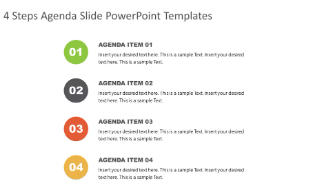 4 Steps Agenda Slide PowerPoint Templates
01
AGENDA ITEM 01
Insert your desired text here. This is a sample Text. Insert your desired
text here. This is a Sample Text.
02
AGENDA ITEM 02
Insert your desired text here. This is a sample Text. Insert your desired
text here. This is a Sample Text.
03
AGENDA ITEM 03
Insert your desired text here. This is a sample Text. Insert your desired
text here. This is a Sample Text.
04
AGENDA ITEM 04
Insert your desired text here. This is a sample Text. Insert your desired
text here. This is a Sample Text.